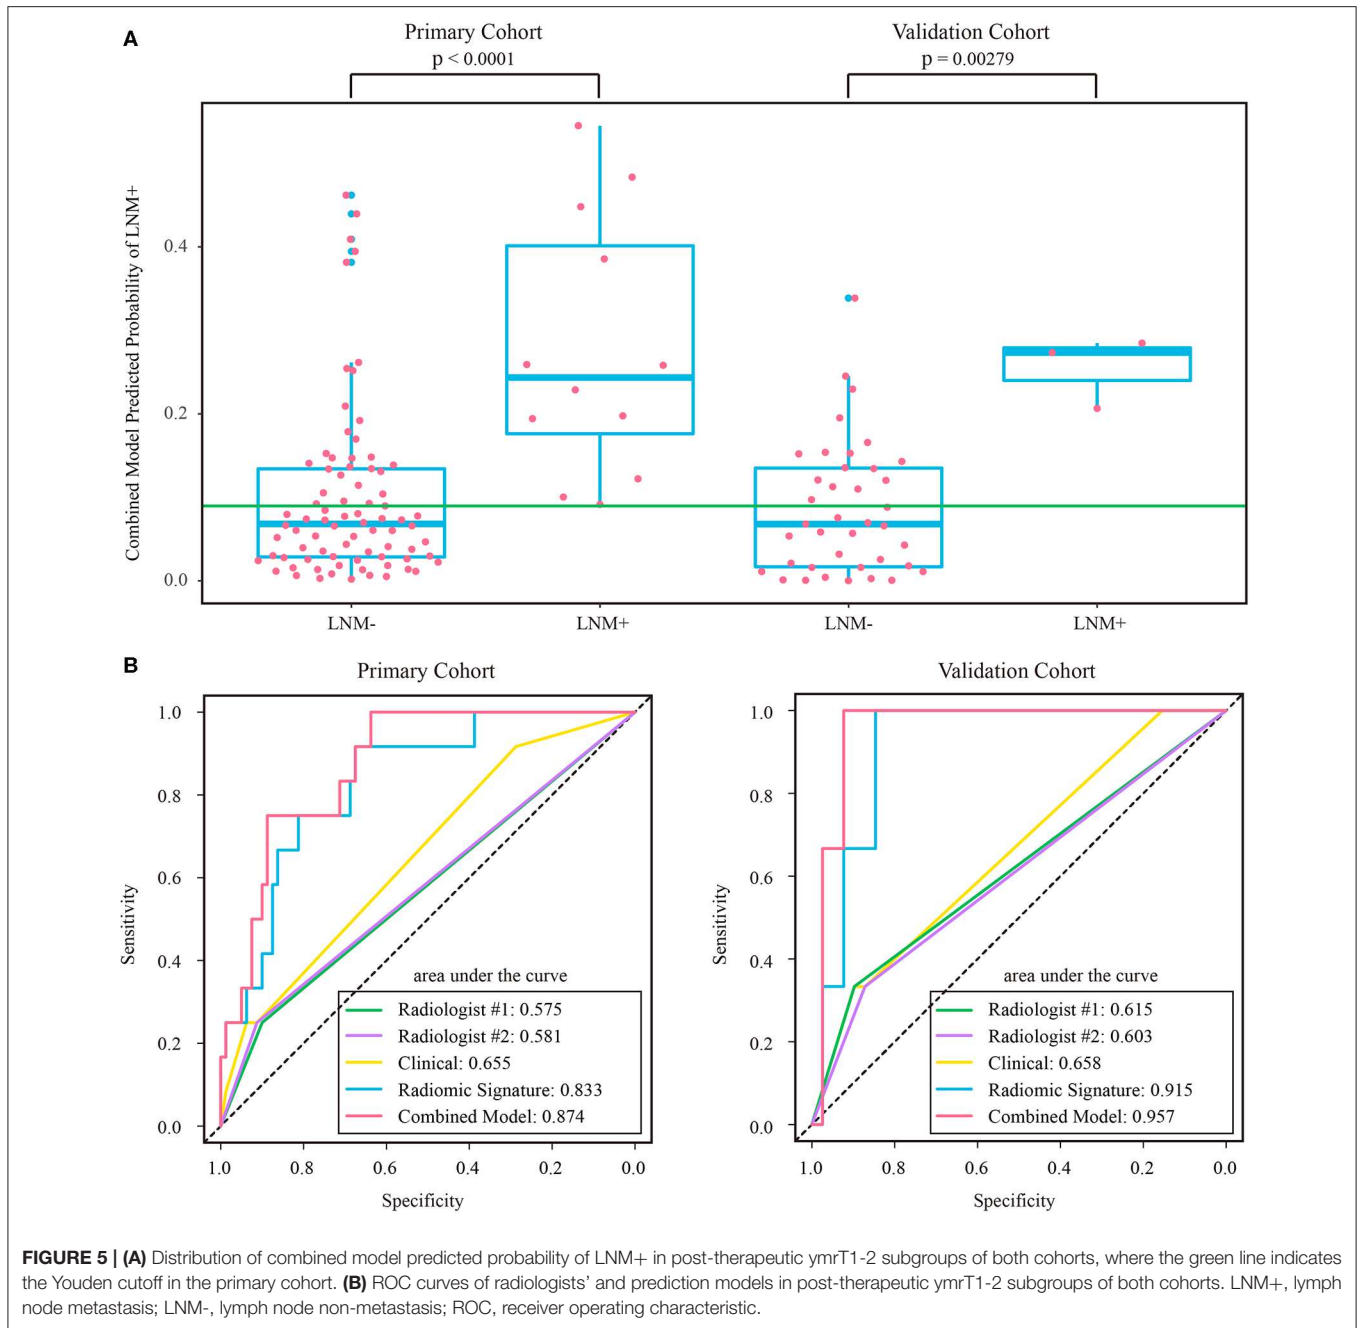 A
Primary Cohort
p < 0.0001
Validation Cohort
p = 0.00279
Combined Model Predicted Probability of LNM+
0.4
0.2
0.0
LNM-
LNM+
LNM-
LNM+
B
Primary Cohort
Sensitivity
1.0
0.8
0.6
0.4
0.2
0.0
area under the curve
Radiologist #1: 0.575
Radiologist #2: 0.581
Clinical: 0.655
Radiomic Signature: 0.833
Combined Model: 0.874
1.0 0.8 0.6 0.4 0.2 0.0
Specificity
Validation Cohort
Sensitivity
1.0
0.8
0.6
0.4
0.2
0.0
area under the curve
Radiologist #1: 0.615
Radiologist #2: 0.603
Clinical: 0.658
Radiomic Signature: 0.915
Combined Model: 0.957
1.0 0.8 0.6 0.4 0.2 0.0
Specificity
FIGURE 5 | (A) Distribution of combined model predicted probability of LNM+ in post-therapeutic ymrT1-2 subgroups of both cohorts, where the green line indicates
the Youden cutoff in the primary cohort. (B) ROC curves of radiologists' and prediction models in post-therapeutic ymrT1-2 subgroups of both cohorts. LNM+, lymph
node metastasis; LNM-, lymph node non-metastasis; ROC, receiver operating characteristic.